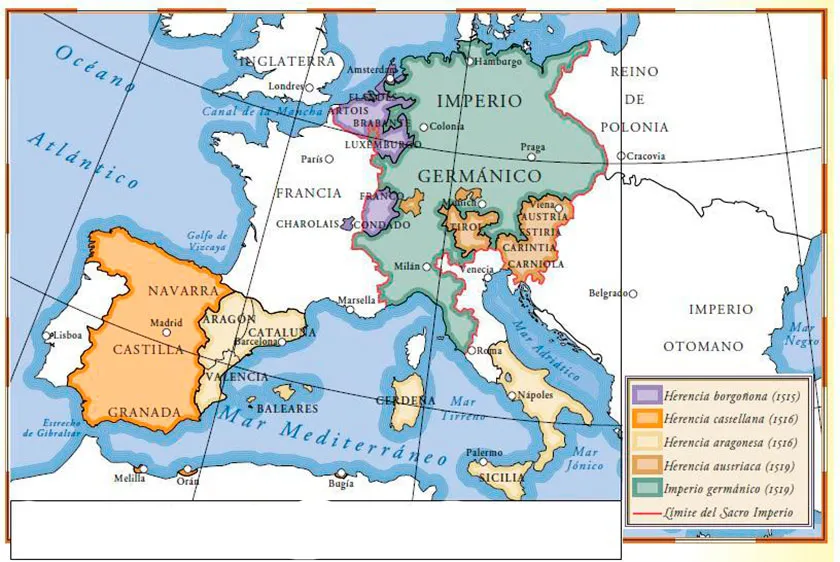 Océano
Atlántico
INGLATERRA
Londres
Canal de la Mancha
Amsterdam
Hamburgo
FLANDES
ARTOIS
BRABANTE
LUXEMBURGO
IMPERIO
GERMÁNICO
Colonia
Praga
REINO
DE
POLONIA
Cracovia
París
FRANCIA
FRANCO
CONDADO
CHAROLAIS
Munich
TIROL
Viena
AUSTRIA
ESTIRIA
CARINTIA
CARNIOLA
Golfo de
Vizcaya
Milán
Venecia
Marsella
Belgrado
IMPERIO
OTOMANO
Mar
Negro
NAVARRA
ARAGÓN
CATALUÑA
Barcelona
Madrid
CASTILLA
Lisboa
VALENCIA
GRANADA
BALEARES
Estrecho
de Gibraltar
Mar Mediterráneo
Roma
Mar Adriático
CERDEÑA
Mar
Tirreno
Nápoles
Mar
Jónico
Palermo
SICILIA
Melilla
Orán
Bugía
Herencia borgoñona (1515)
Herencia castellana (1516)
Herencia aragonesa (1516)
Herencia austriaca (1519)
Imperio germánico (1519)
Límite del Sacro Imperio